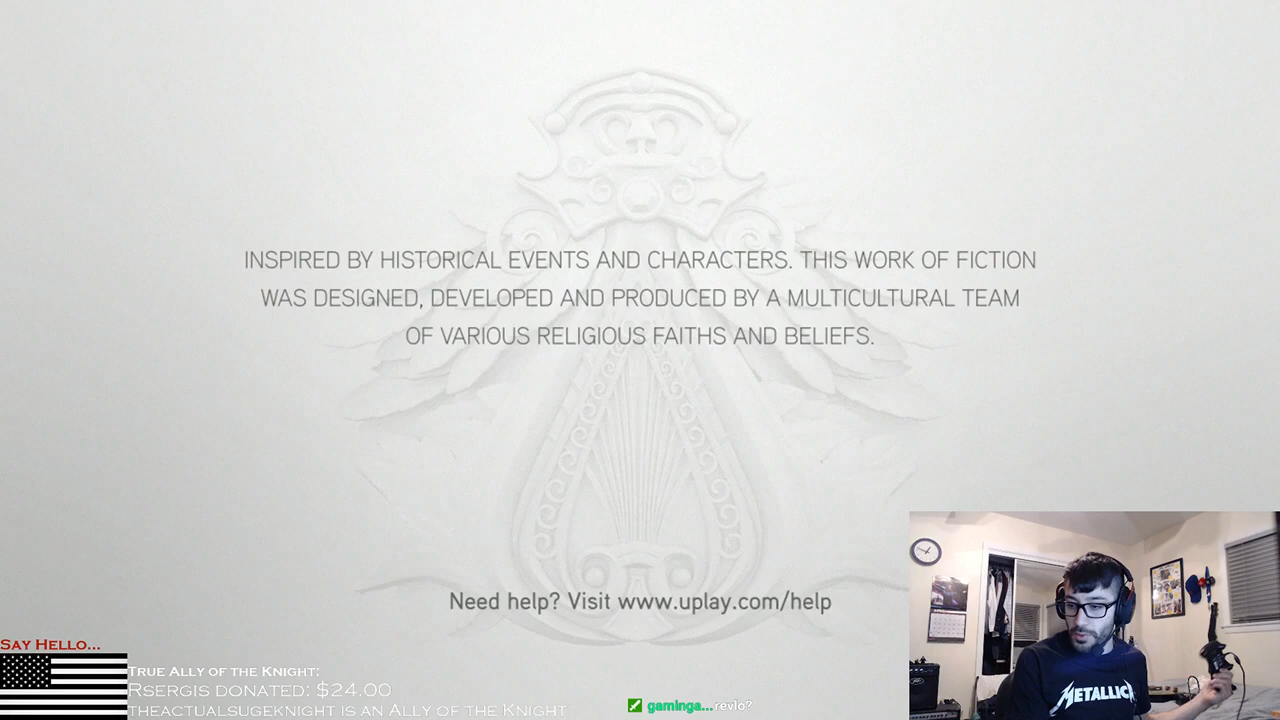 INSPIRED BY HISTORICAL EVENTS AND CHARACTERS. THIS WORK OF FICTION
WAS DESIGNED, DEVELOPED AND PRODUCED BY A MULTICULTURAL TEAM
OF VARIOUS RELIGIOUS FAITHS AND BELIEFS.
Need help? Visit www.uplay.com/help
SAY HELLO...
TRUE ALLY OF THE KNIGHT:
RSERGIS DONATED: $24.00
THEACTUALSUGEKNIGHT IS AN ALLY OF THE KNIGHT
gaminga...revlo?
METALLICA